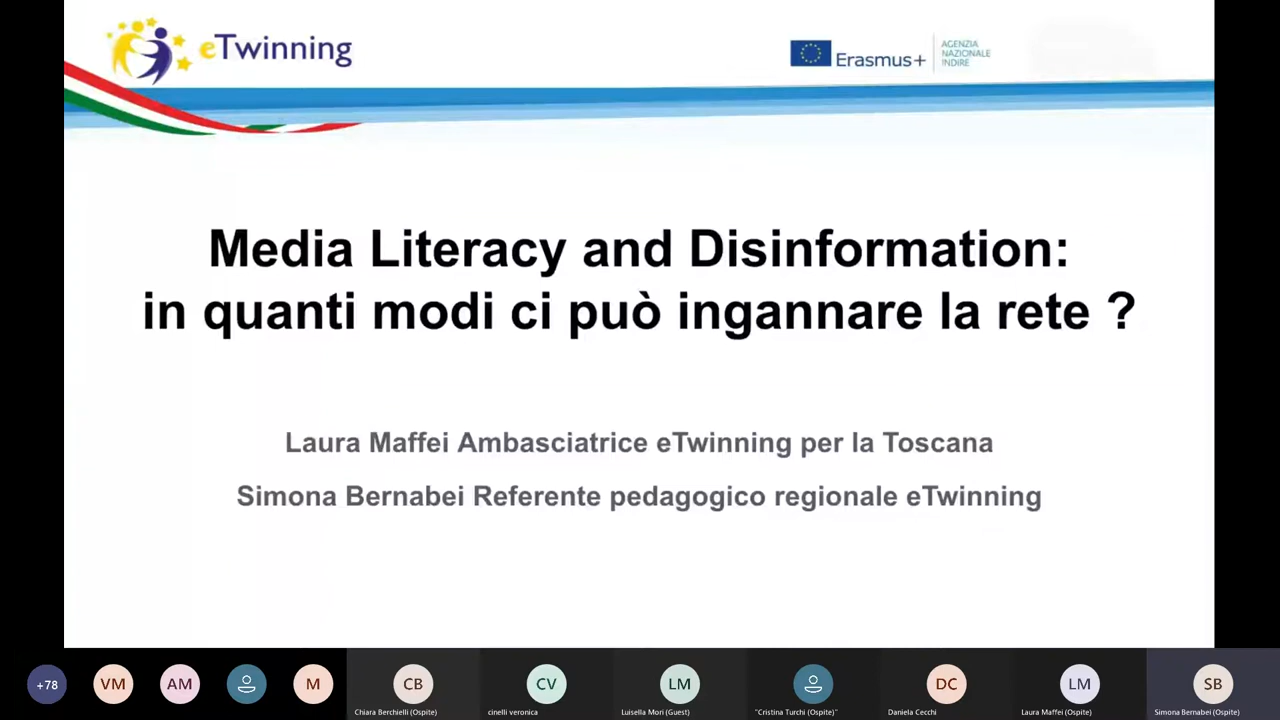 eTwinning
Erasmus+
AGENZIA
NAZIONALE
INDIRE
Media Literacy and Disinformation:
in quanti modi ci può ingannare la rete ?
Laura Maffei Ambasciatrice eTwinning per la Toscana
Simona Bernabei Referente pedagogico regionale eTwinning
+78
VM
AM
M
CB
CV
LM
DC
LM
SB
Chiara Berchielli (Ospite)
cinelli veronica
Luisella Mori (Guest)
"Cristina Turchi (Ospite)"
Daniela Cecchi
Laura Maffei (Ospite)
Simona Bernabei (Ospite)